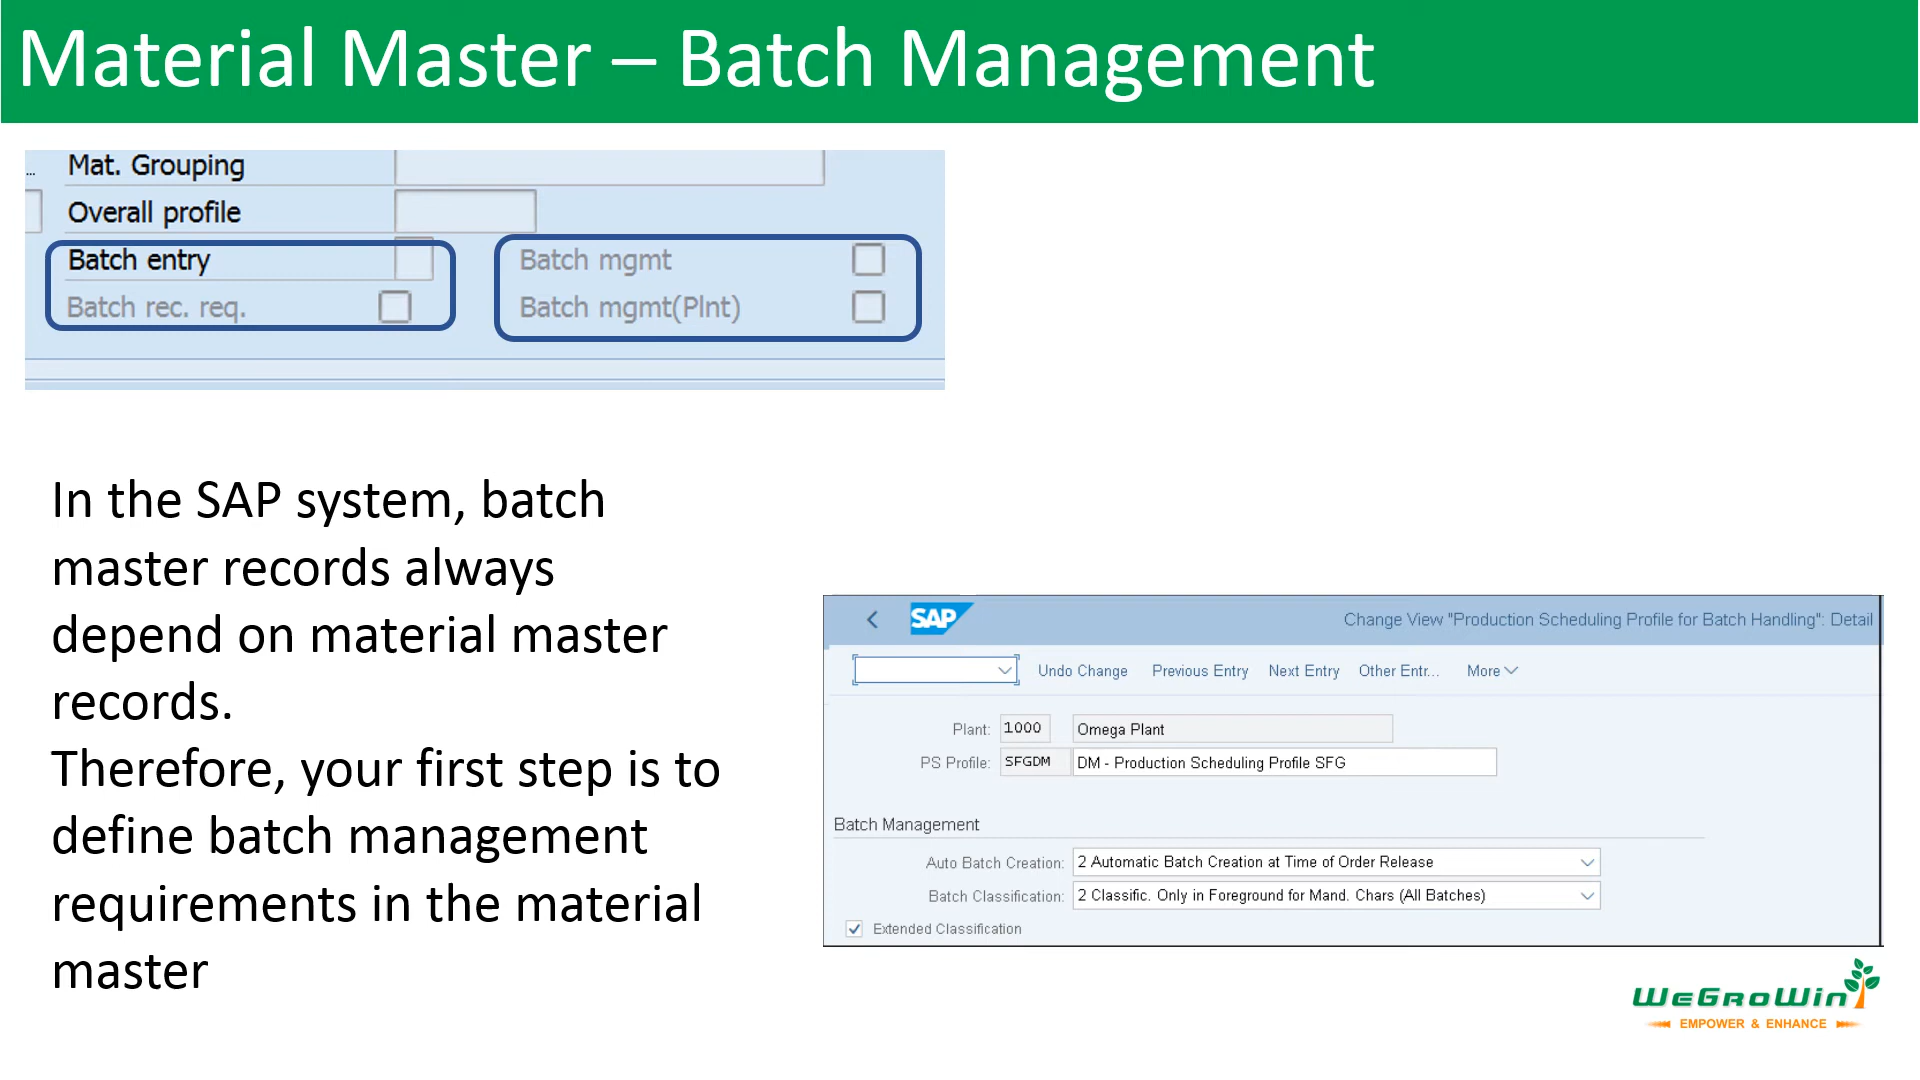 Material Master – Batch Management
... Mat. Grouping
Overall profile
Batch entry
Batch mgmt
Batch rec. req.
Batch mgmt(Plnt)
In the SAP system, batch
master records always
depend on material master
records.
Therefore, your first step is to
define batch management
requirements in the material
master
SAP
Change View "Production Scheduling Profile for Batch Handling": Detail
Undo Change Previous Entry Next Entry Other Entr... More
Plant: 1000 Omega Plant
PS Profile: SFGDM DM - Production Scheduling Profile SFG
Batch Management
Auto Batch Creation: 2 Automatic Batch Creation at Time of Order Release
Batch Classification: 2 Classific. Only in Foreground for Mand. Chars (All Batches)
Extended Classification
WeGroWin
EMPOWER & ENHANCE